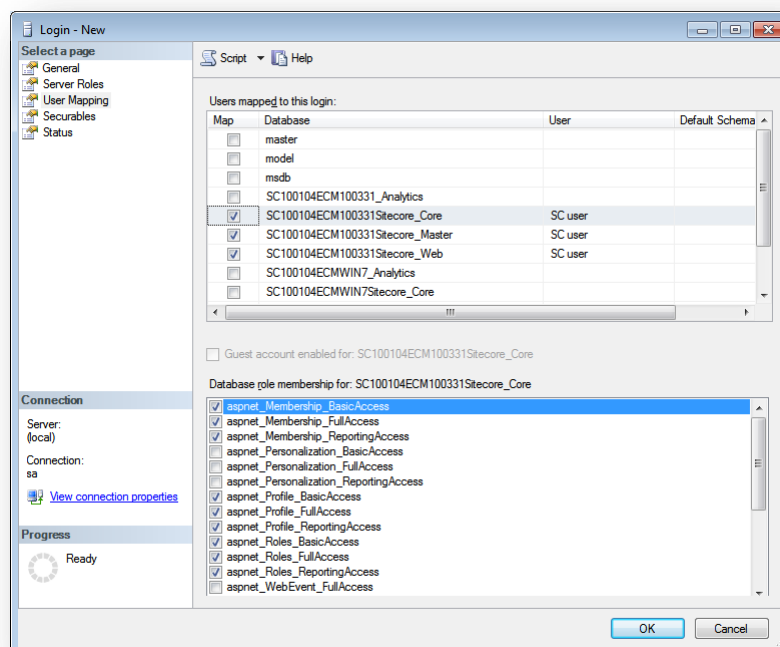 Login - New
Select a page
General
Server Roles
User Mapping
Securables
Status
Script Help
Users mapped to this login:
Map Database User Default Schema
master
model
msdb
SC100104ECM100331_Analytics
SC100104ECM100331Sitecore_Core SC user
SC100104ECM100331Sitecore_Master SC user
SC100104ECM100331Sitecore_Web SC user
SC100104ECMWIN7_Analytics
SC100104ECMWIN7Sitecore_Core
Guest account enabled for: SC100104ECM100331Sitecore_Core
Database role membership for: SC100104ECM100331Sitecore_Core
aspnet_Membership_BasicAccess
aspnet_Membership_FullAccess
aspnet_Membership_ReportingAccess
aspnet_Personalization_BasicAccess
aspnet_Personalization_FullAccess
aspnet_Personalization_ReportingAccess
aspnet_Profile_BasicAccess
aspnet_Profile_FullAccess
aspnet_Profile_ReportingAccess
aspnet_Roles_BasicAccess
aspnet_Roles_FullAccess
aspnet_Roles_ReportingAccess
aspnet_WebEvent_FullAccess
Connection
Server:
(local)
Connection:
sa
View connection properties
Progress
Ready
OK Cancel